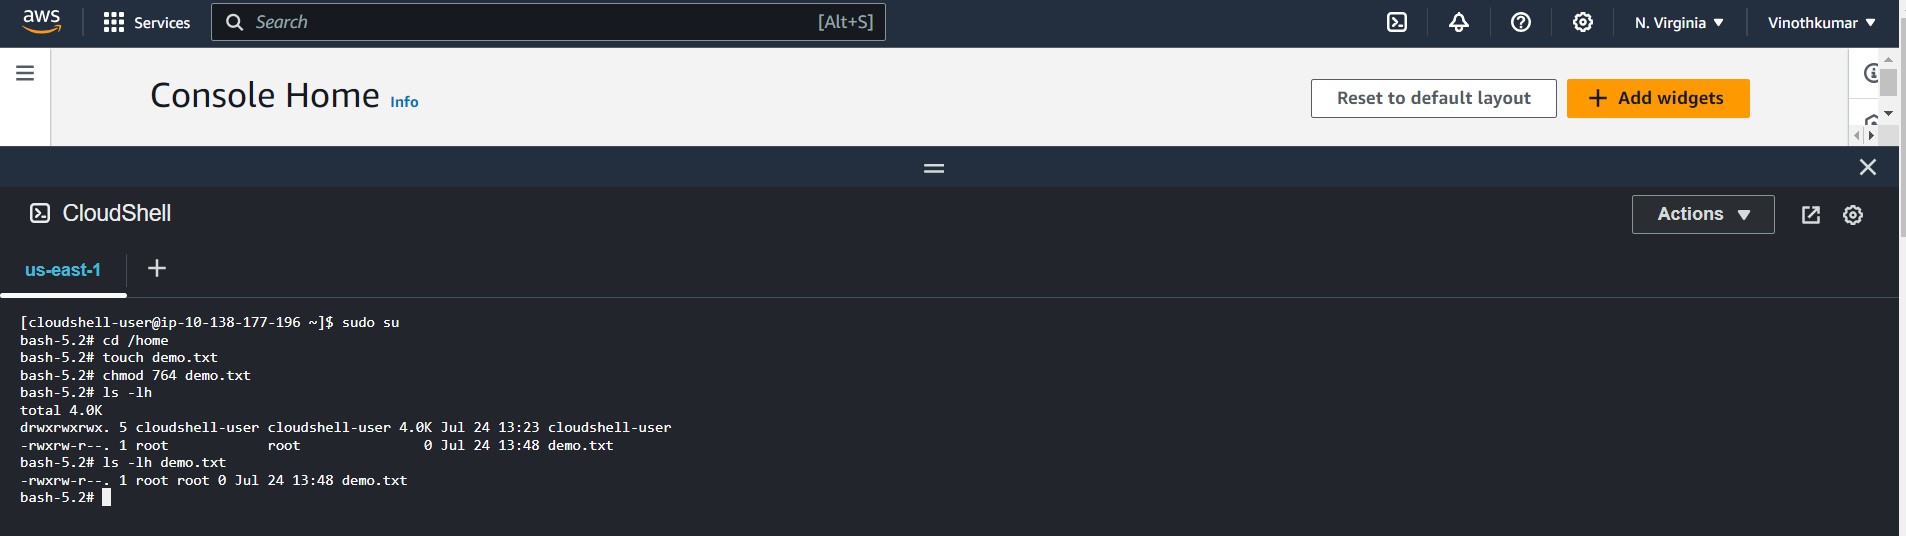 aws Services Search [Alt+S] N. Virginia Vinothkumar
Console Home Info Reset to default layout Add widgets
CloudShell Actions
us-east-1
[cloudshell-user@ip-10-138-177-196 ~]$ sudo su
bash-5.2# cd /home
bash-5.2# touch demo.txt
bash-5.2# chmod 764 demo.txt
bash-5.2# ls -lh
total 4.0K
drwxrwxrwx. 5 cloudshell-user cloudshell-user 4.0K Jul 24 13:23 cloudshell-user
-rwxrw-r--. 1 root            root               0 Jul 24 13:48 demo.txt
bash-5.2# ls -lh demo.txt
-rwxrw-r--. 1 root root 0 Jul 24 13:48 demo.txt
bash-5.2#